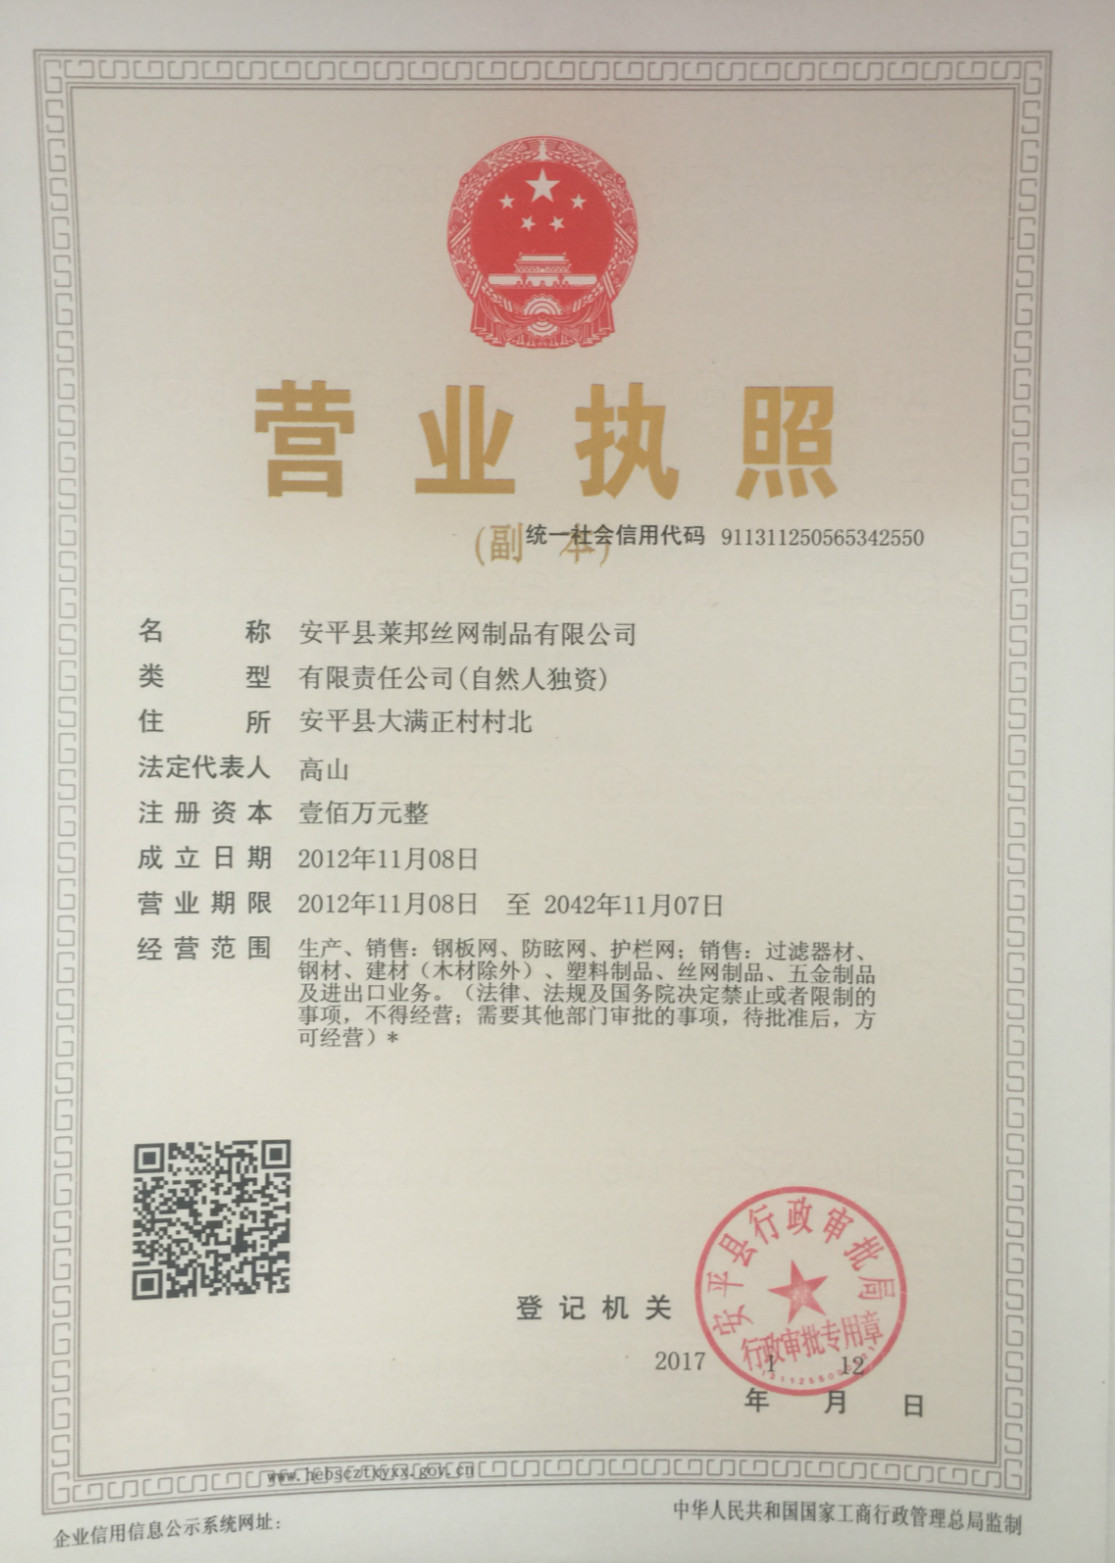 营业执照
(副 本)
统一社会信用代码 911311250565342550
名称 安平县莱邦丝网制品有限公司
类型 有限责任公司(自然人独资)
住所 安平县大满正村村北
法定代表人 高山
注册资本 壹佰万元整
成立日期 2012年11月08日
营业期限 2012年11月08日 至 2042年11月07日
经营范围 生产、销售：钢板网、防眩网、护栏网；销售：过滤器材、
钢材、建材（木材除外）、塑料制品、丝网制品、五金制品
及进出口业务。（法律、法规及国务院决定禁止或者限制的
事项，不得经营；需要其他部门审批的事项，待批准后，方
可经营）*
安平县行政审批局
行政审批专用章
登记机关
2017 1 12
年 月 日
www.hebscztxyxx.gov.cn
企业信用信息公示系统网址：
中华人民共和国国家工商行政管理总局监制